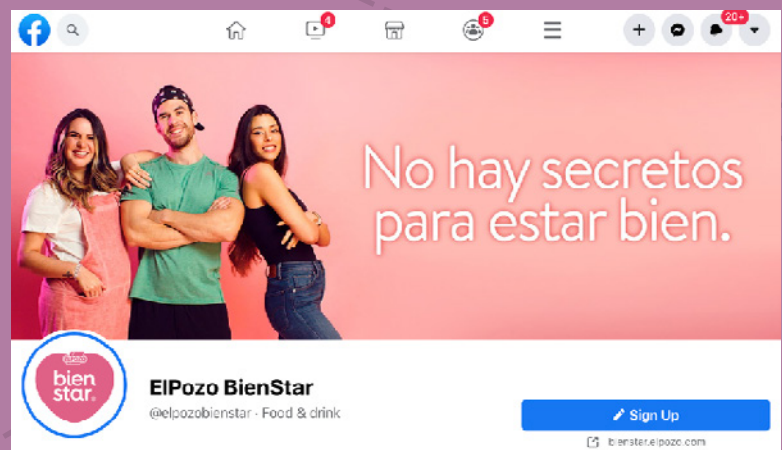 4
5
20+
No hay secretos
para estar bien.
ELPOZO
bien
star.
ElPozo BienStar
@elpozobienstar · Food & drink
Sign Up
bienstar.elpozo.com